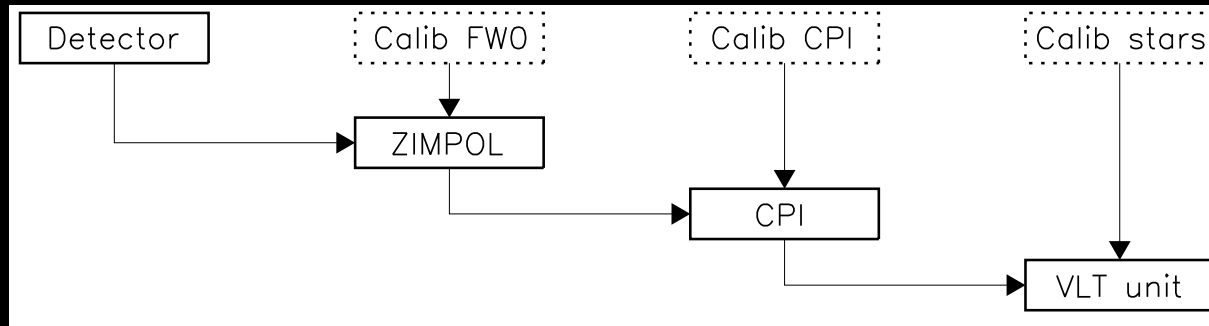 Detector
Calib FW0
Calib CPI
Calib stars
ZIMPOL
CPI
VLT unit